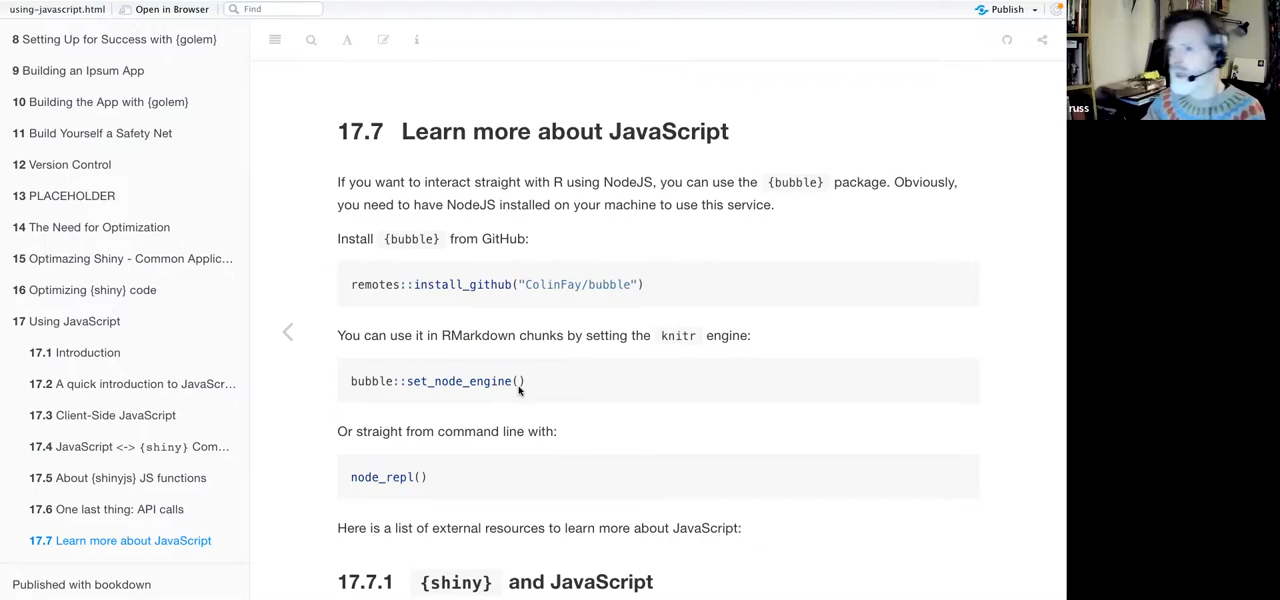 using-javascript.html Open in Browser Find Publish
8 Setting Up for Success with {golem}
9 Building an Ipsum App
10 Building the App with {golem}
11 Build Yourself a Safety Net
12 Version Control
13 PLACEHOLDER
14 The Need for Optimization
15 Optimazing Shiny - Common Applic...
16 Optimizing {shiny} code
17 Using JavaScript
17.1 Introduction
17.2 A quick introduction to JavaScr...
17.3 Client-Side JavaScript
17.4 JavaScript <-> {shiny} Com...
17.5 About {shinyjs} JS functions
17.6 One last thing: API calls
17.7 Learn more about JavaScript
Published with bookdown
17.7 Learn more about JavaScript
If you want to interact straight with R using NodeJS, you can use the {bubble} package. Obviously,
you need to have NodeJS installed on your machine to use this service.
Install {bubble} from GitHub:
remotes::install_github("ColinFay/bubble")
You can use it in RMarkdown chunks by setting the knitr engine:
bubble::set_node_engine()
Or straight from command line with:
node_repl()
Here is a list of external resources to learn more about JavaScript:
17.7.1 {shiny} and JavaScript
russ